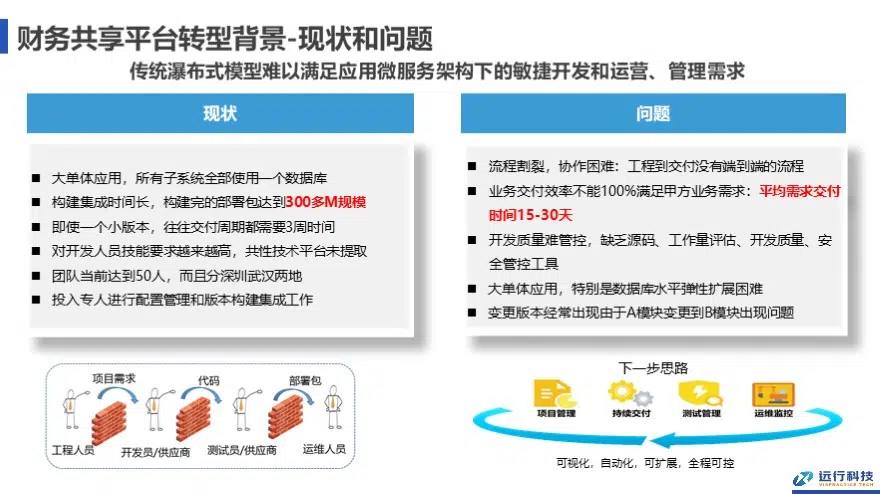 财务共享平台转型背景-现状和问题
传统瀑布式模型难以满足应用微服务架构下的敏捷开发和运营、管理需求
现状
大单体应用，所有子系统全部使用一个数据库
构建集成时间长，构建完的部署包达到300多M规模
即使一个小版本，往往交付周期都需要3周时间
对开发人员技能要求越来越高，共性技术平台未提取
团队当前达到50人，而且分深圳武汉两地
投入专人进行配置管理和版本构建集成工作
问题
流程割裂，协作困难：工程到交付没有端到端的流程
业务交付效率不能100%满足甲方业务需求：平均需求交付
时间15-30天
开发质量难管控，缺乏源码、工作量评估、开发质量、安
全管控工具
大单体应用，特别是数据库水平弹性扩展困难
变更版本经常出现由于A模块变更到B模块出现问题
项目需求
代码
部署包
工程人员
开发员/供应商
测试员/供应商
运维人员
下一步思路
项目管理
持续交付
测试管理
运维监控
可视化，自动化，可扩展，全程可控
远行科技
VIAPRACTICE TECH